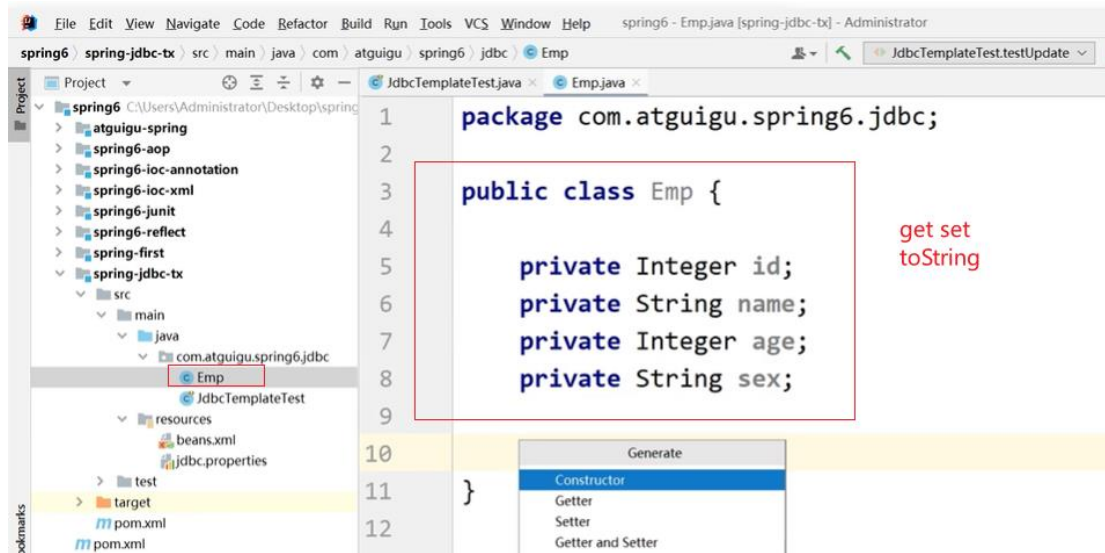 File Edit View Navigate Code Refactor Build Run Tools VCS Window Help spring6 - Emp.java [spring-jdbc-tx] - Administrator
spring6 spring-jdbc-tx src main java com atguigu spring6 jdbc Emp JdbcTemplateTest.testUpdate
Project
Project
JdbcTemplateTest.java Emp.java
spring6 C:\Users\Administrator\Desktop\spring
atguigu-spring
spring6-aop
spring6-ioc-annotation
spring6-ioc-xml
spring6-junit
spring6-reflect
spring-first
spring-jdbc-tx
src
main
java
com.atguigu.spring6.jdbc
Emp
JdbcTemplateTest
resources
beans.xml
jdbc.properties
test
target
pom.xml
pom.xml
ookmarks
1 package com.atguigu.spring6.jdbc;
2
3 public class Emp {
4
5 private Integer id;
6 private String name;
7 private Integer age;
8 private String sex;
9
10
11 }
12
get set
toString
Generate
Constructor
Getter
Setter
Getter and Setter